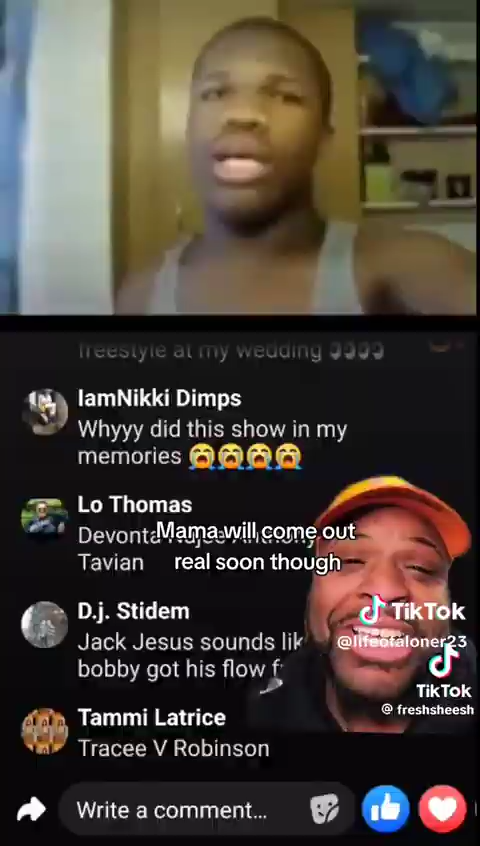 freestyle at my wedding
IamNikki Dimps
Whyyy did this show in my
memories 😭😭😭😭
Lo Thomas
Devonta
Tavian
Mama will come out
real soon though
D.j. Stidem
Jack Jesus sounds lik
bobby got his flow f
TikTok
@lifeofaloner23
TikTok
@ freshsheesh
Tammi Latrice
Tracee V Robinson
Write a comment...